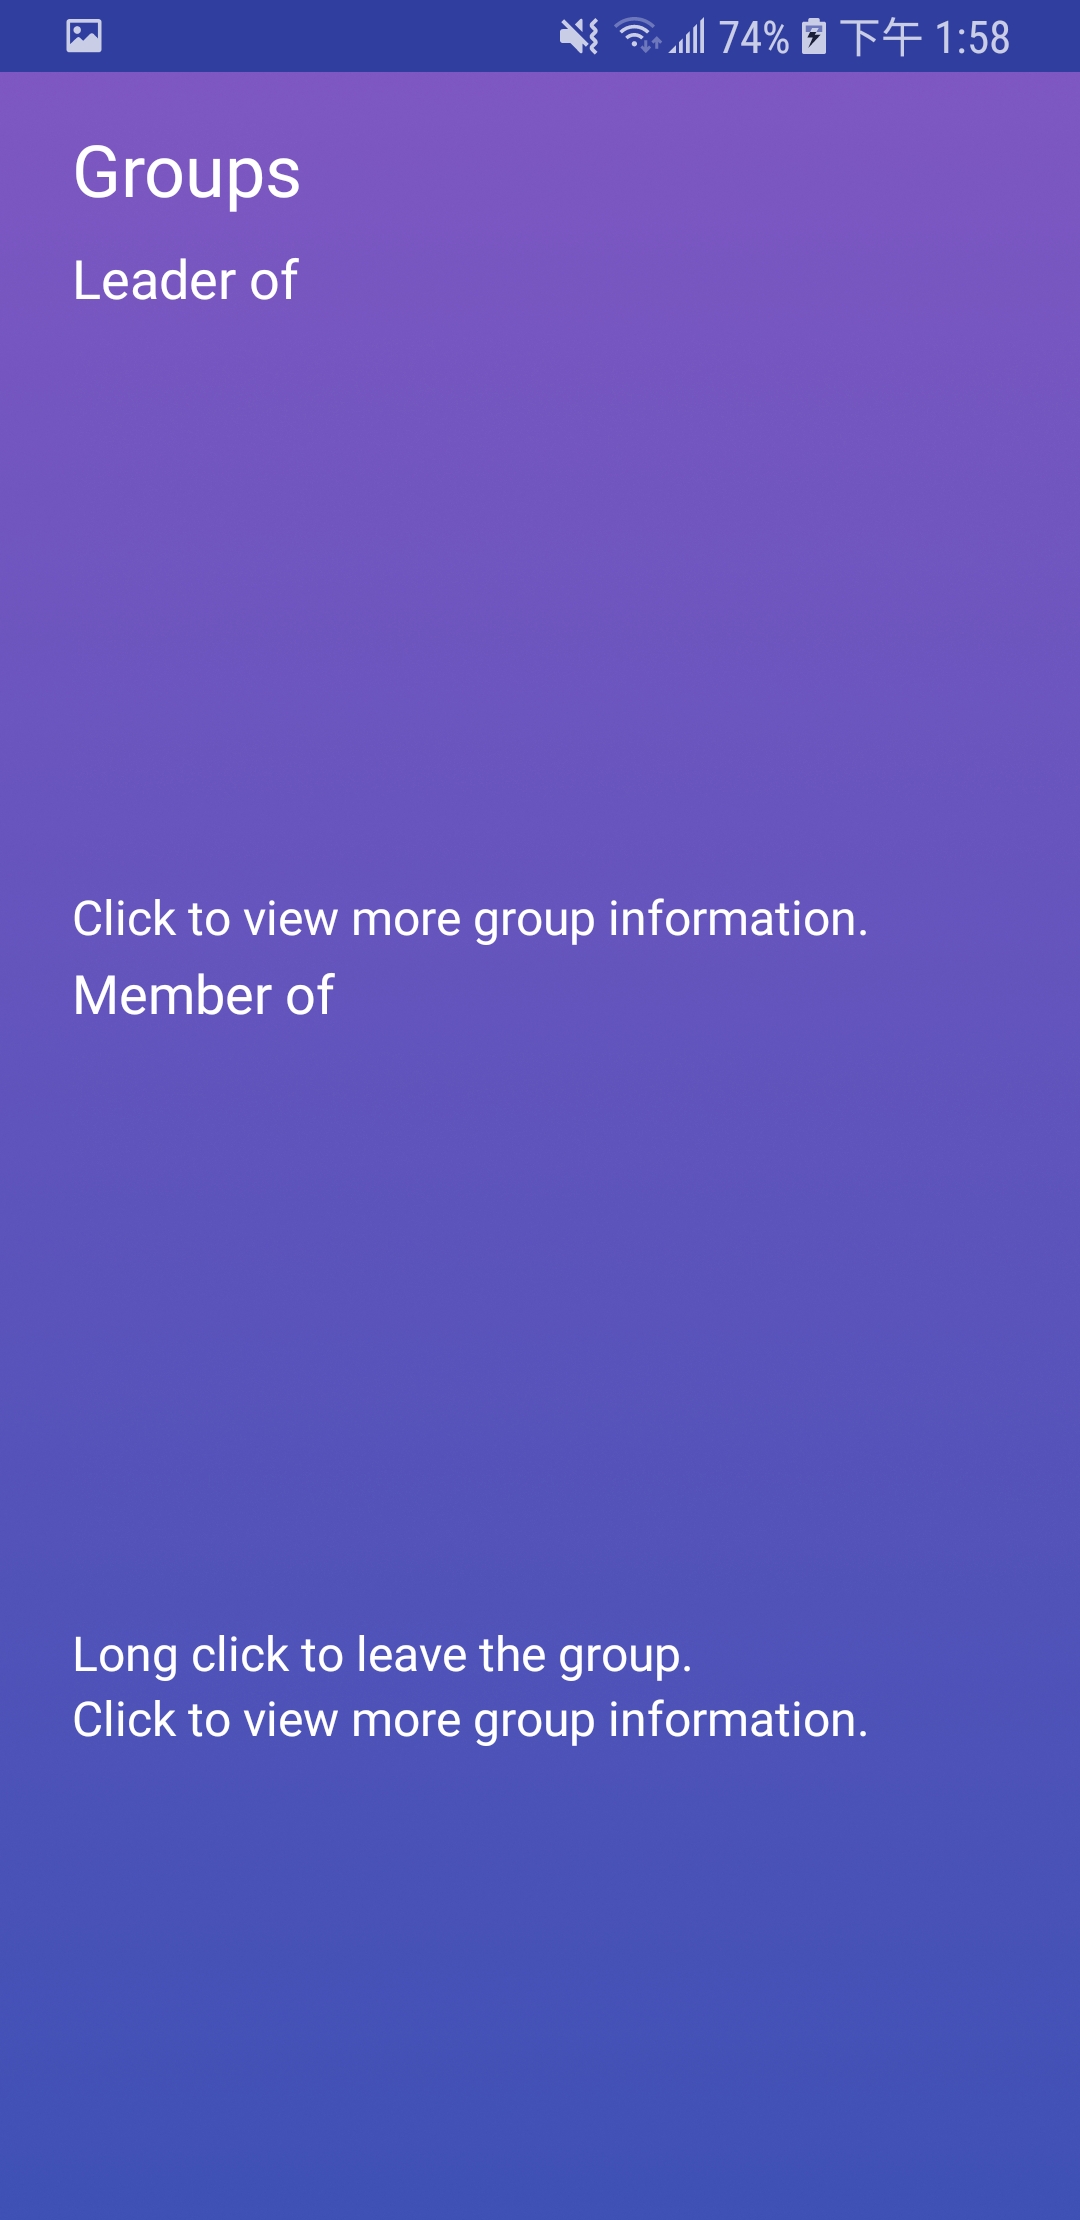 74% 下午 1:58
Groups
Leader of
Click to view more group information.
Member of
Long click to leave the group.
Click to view more group information.